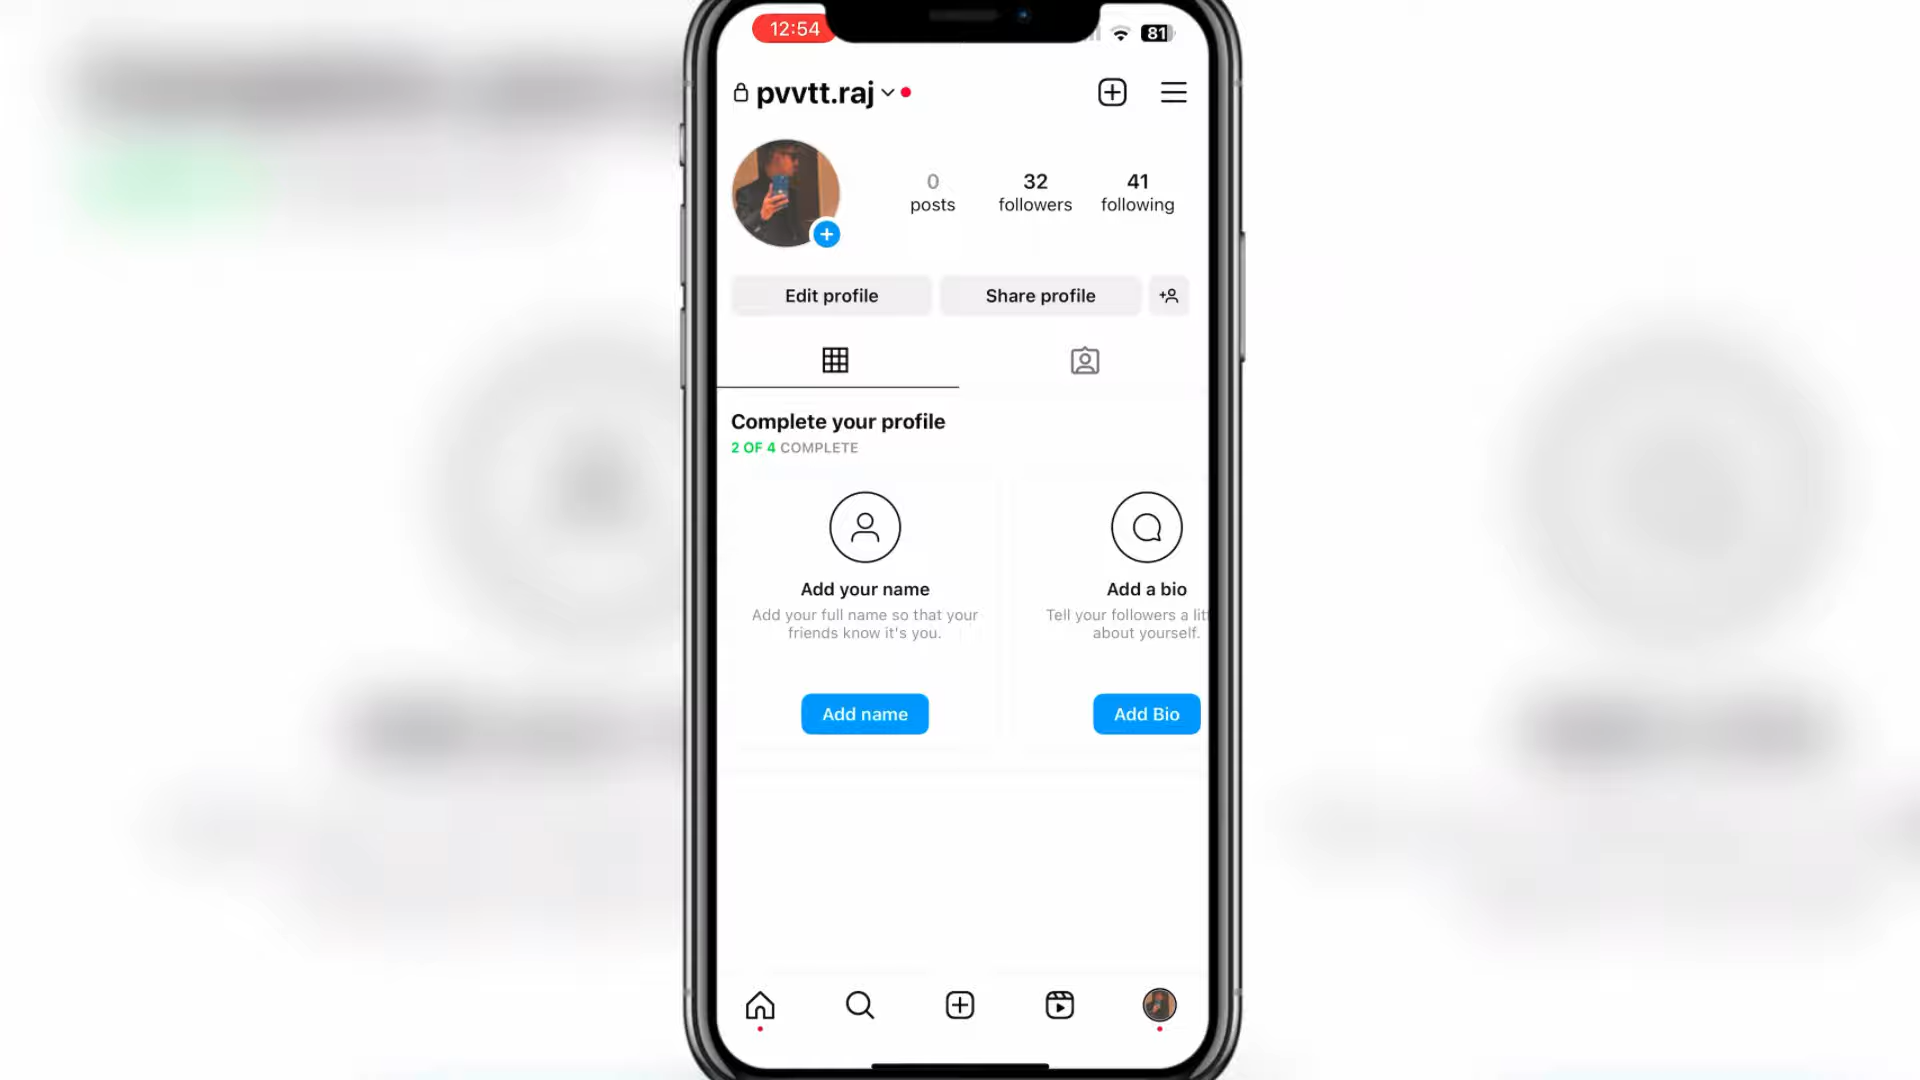 12:54
81
pvvtt.raj
0
posts
32
followers
41
following
Edit profile
Share profile
Complete your profile
2 OF 4 COMPLETE
Add your name
Add your full name so that your
friends know it's you.
Add name
Add a bio
Tell your followers a lit
about yourself.
Add Bio